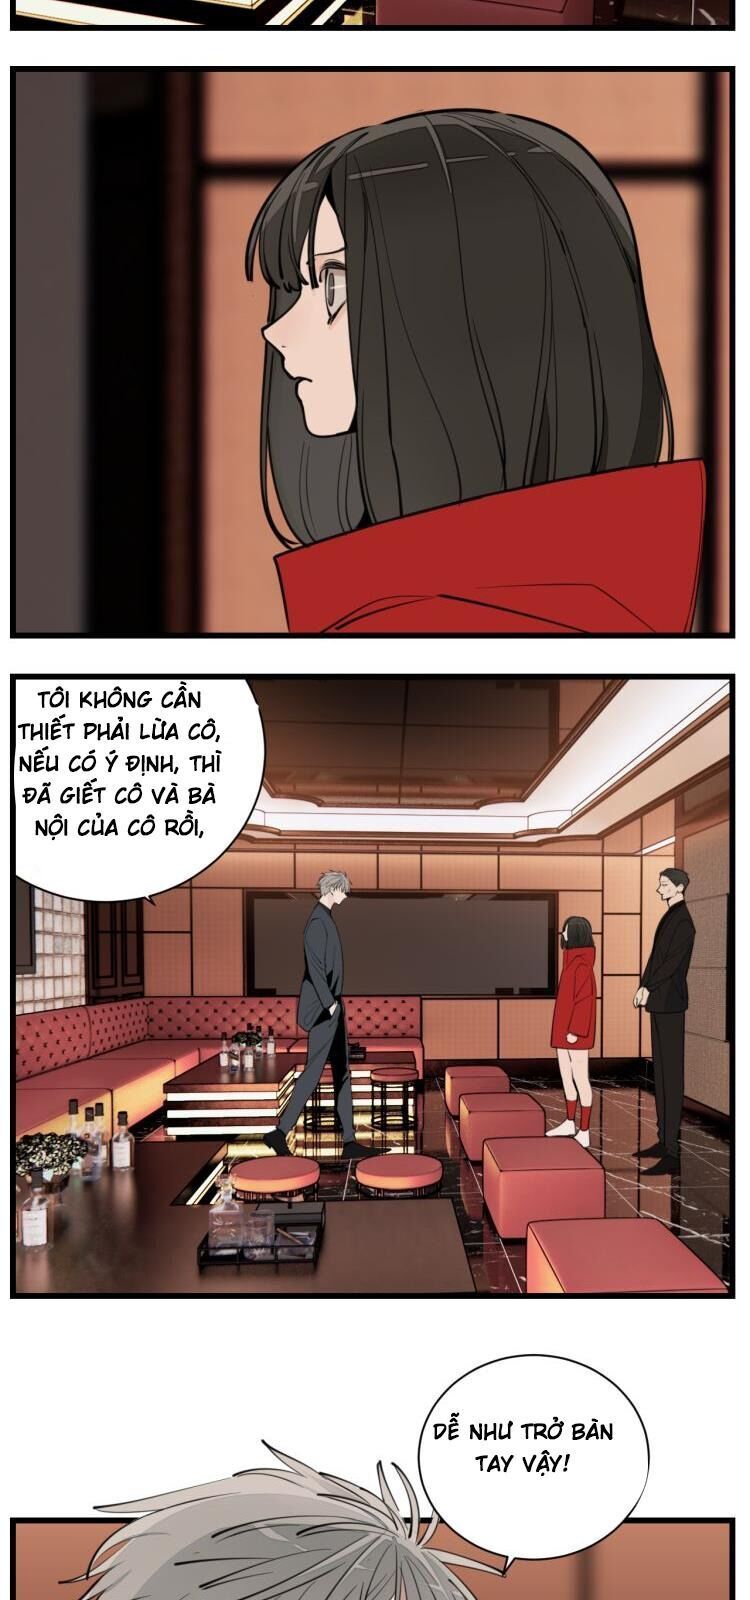 TÔI KHÔNG CẦN
THIẾT PHẢI LỪA CÔ,
NẾU CÓ Ý ĐỊNH, THÌ
ĐÃ GIẾT CÔ VÀ BÀ
NỘI CỦA CÔ RỒI,
DỄ NHƯ TRỞ BÀN
TAY VẬY!